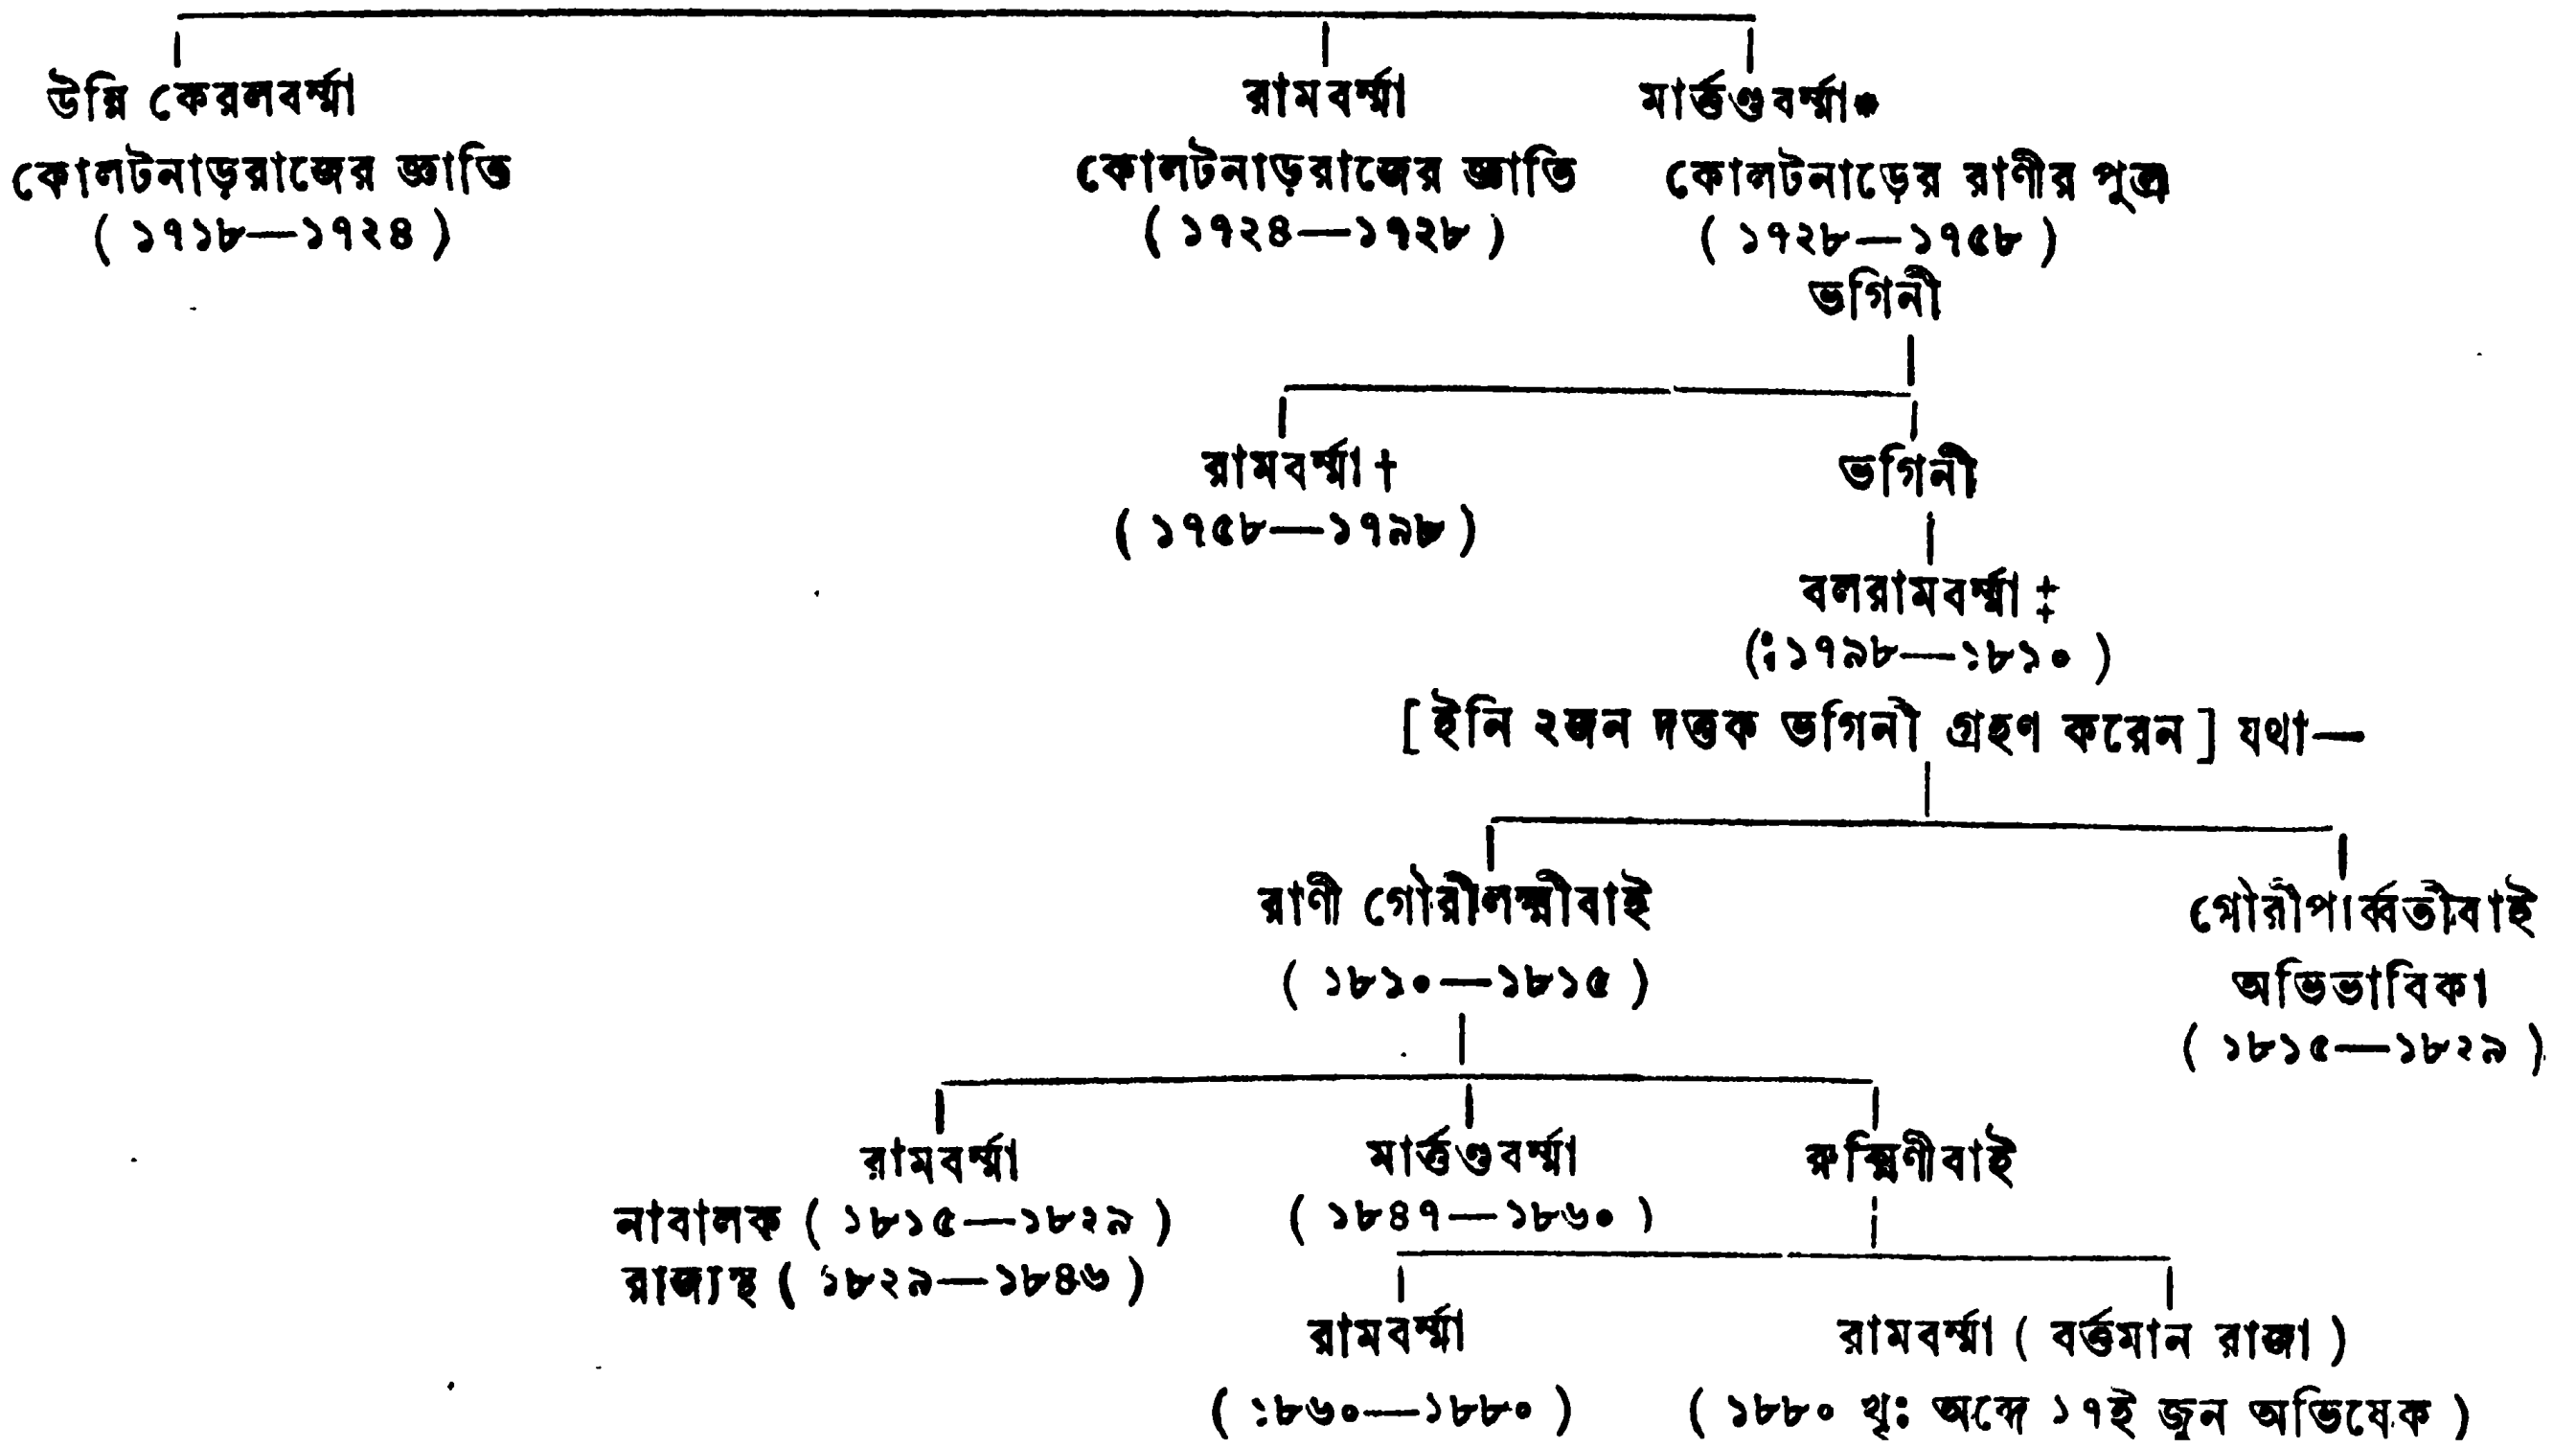 উন্নি কেরলবর্ম্মা রামবর্ম্মা মার্ত্তণ্ডবর্ম্মা*
কোলটনাড়রাজের জ্ঞাতি কোলটনাড়রাজের জ্ঞাতি কোলটনাড়ের রাণীর পুত্র
( ১৭১৮—১৭২৪ ) ( ১৭২৪—১৭২৮ ) ( ১৭২৮—১৭৫৮ )
ভগিনী
রামবর্ম্মা† ভগিনী
( ১৭৫৮—১৭৯৮ )
বলরামবর্ম্মা‡
( ১৭৯৮—১৮১০ )
[ ইনি ২জন দত্তক ভগিনী গ্রহণ করেন ] যথা—
রাণী গৌরীলক্ষ্মীবাই গৌরীপার্ব্বতীবাই
( ১৮১০—১৮১৫ ) অভিভাবিকা
( ১৮১৫—১৮২৯ )
রামবর্ম্মা মার্ত্তণ্ডবর্ম্মা রুক্মিণীবাই
নাবালক ( ১৮১৫—১৮২৯ ) ( ১৮৪৭—১৮৬০ )
রাজ্যস্থ ( ১৮২৯—১৮৪৬ )
রামবর্ম্মা রামবর্ম্মা ( বর্ত্তমান রাজা )
( ১৮৬০—১৮৮০ ) ( ১৮৮০ খৃঃ অব্দে ১৭ই জুন অভিষেক )